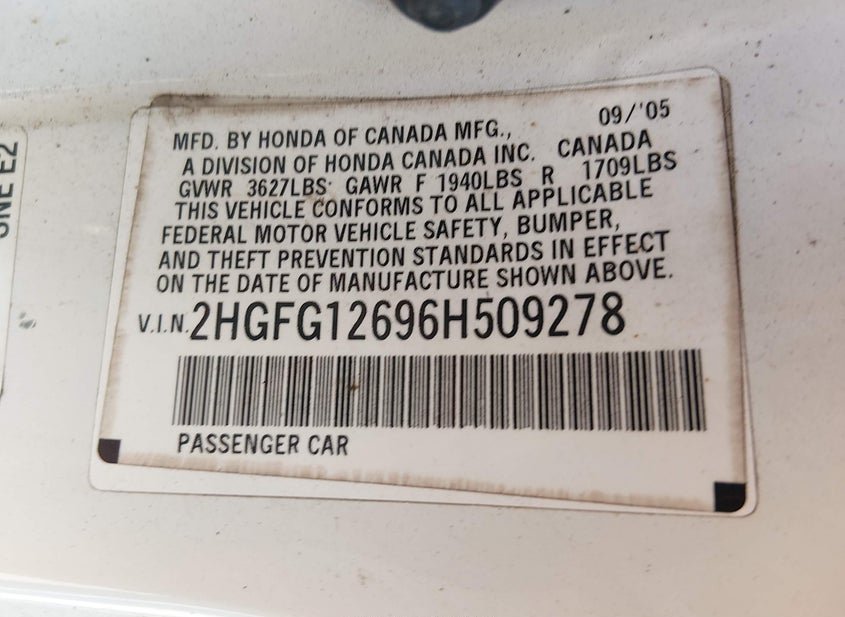 09/'05
MFD. BY HONDA OF CANADA MFG.,
A DIVISION OF HONDA CANADA INC. CANADA
GVWR 3627LBS GAWR F 1940LBS R 1709LBS
THIS VEHICLE CONFORMS TO ALL APPLICABLE
FEDERAL MOTOR VEHICLE SAFETY, BUMPER,
AND THEFT PREVENTION STANDARDS IN EFFECT
ON THE DATE OF MANUFACTURE SHOWN ABOVE.
V.I.N. 2HGFG12696H509278
PASSENGER CAR